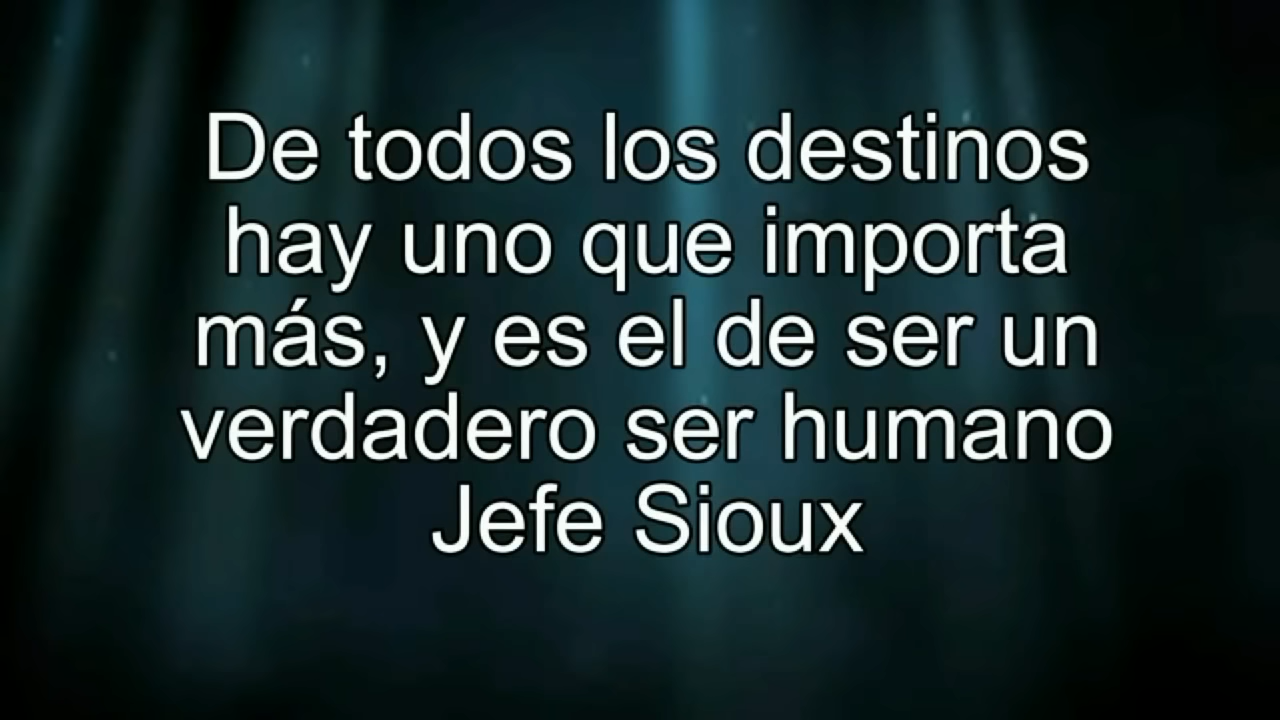 De todos los destinos
hay uno que importa
más, y es el de ser un
verdadero ser humano
Jefe Sioux